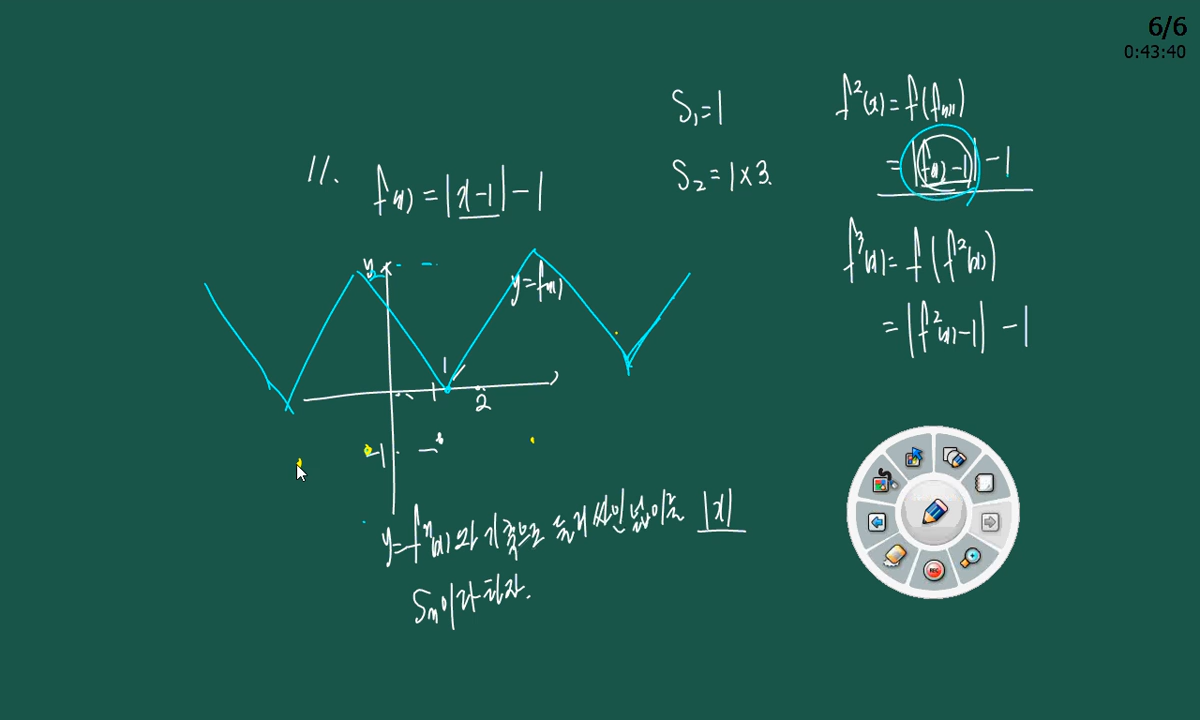 6/6
0:43:40
11. f(x) = |x-1| -1
S₁=1
S₂ = 1×3.
f²(x) = f(f(x))
= |f(x)-1| -1
f³(x) = f(f²(x))
= |f²(x)-1| -1
y
y=f(x)
1
1
2
-1
y=fⁿ(x)와 x축으로 둘러싸인 넓이를 |x|
Sn이라 하자.
REC